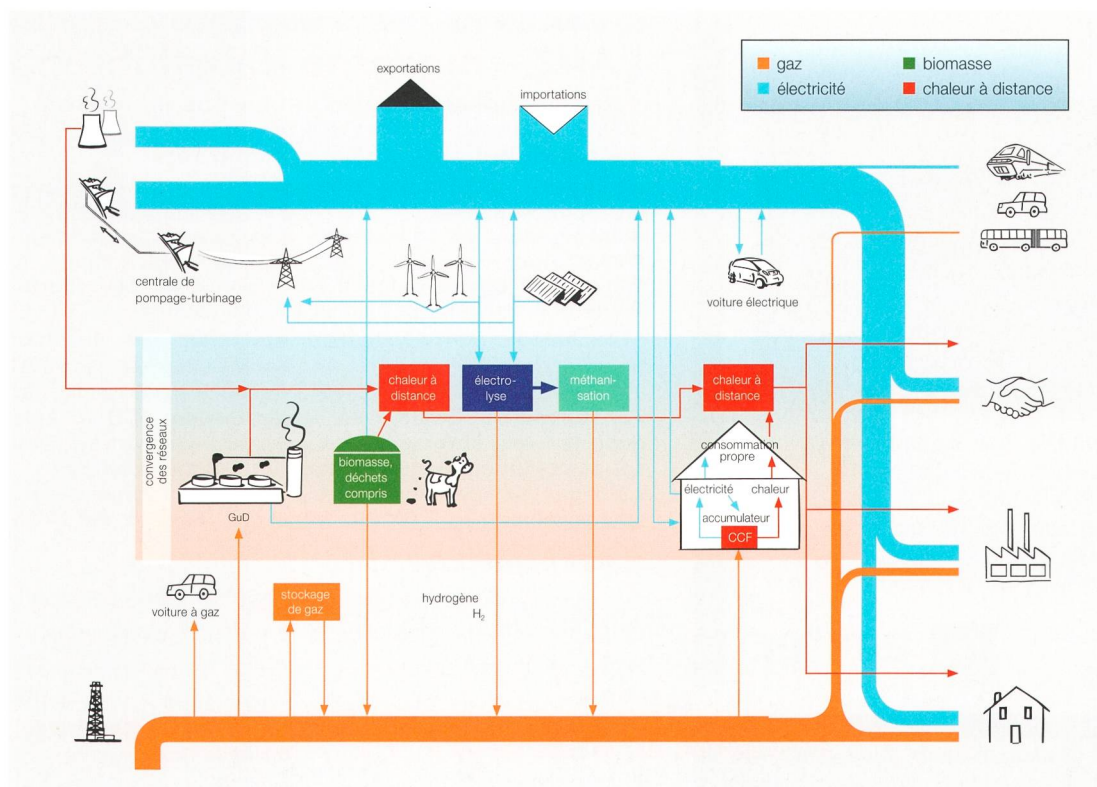 exportations
importations
gaz
électricité
biomasse
chaleur à distance
centrale de
pompage-turbinage
voiture électrique
convergence
des réseaux
chaleur à
distance
électro-
lyse
méthani-
sation
chaleur à
distance
biomasse,
déchets
compris
GuD
consommation
propre
électricité
chaleur
accumulateur
CCF
voiture à gaz
stockage
de gaz
hydrogène
H₂